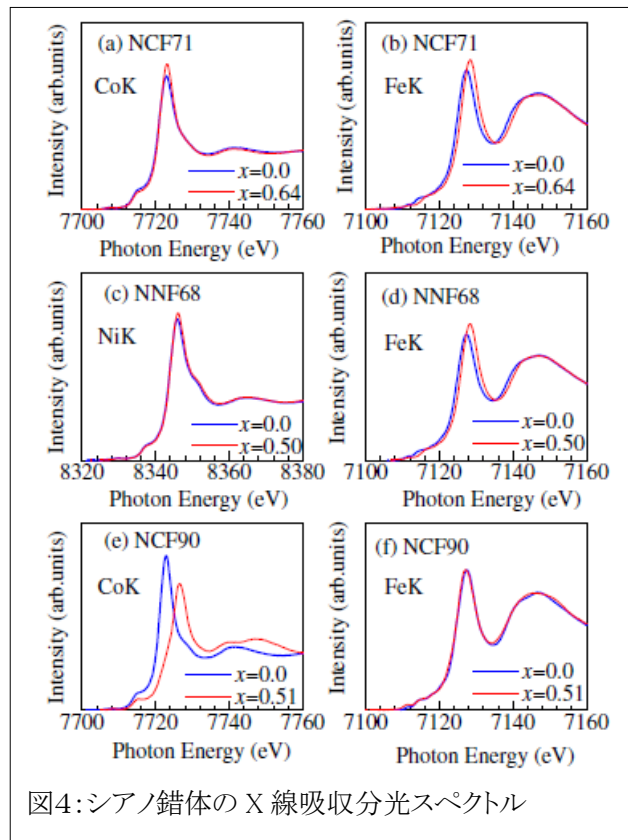 (a) NCF71
CoK
x=0.0
x=0.64
Intensity (arb.units)
7700 7720 7740 7760
Photon Energy (eV)
(b) NCF71
FeK
x=0.0
x=0.64
Intensity (arb.units)
7100 7120 7140 7160
Photon Energy (eV)
(c) NNF68
NiK
x=0.0
x=0.50
Intensity (arb.units)
8320 8340 8360 8380
Photon Energy (eV)
(d) NNF68
FeK
x=0.0
x=0.50
Intensity (arb.units)
7100 7120 7140 7160
Photon Energy (eV)
(e) NCF90
CoK
x=0.0
x=0.51
Intensity (arb.units)
7700 7720 7740 7760
Photon Energy (eV)
(f) NCF90
FeK
x=0.0
x=0.51
Intensity (arb.units)
7100 7120 7140 7160
Photon Energy (eV)
図4:シアノ錯体の X 線吸収分光スペクトル